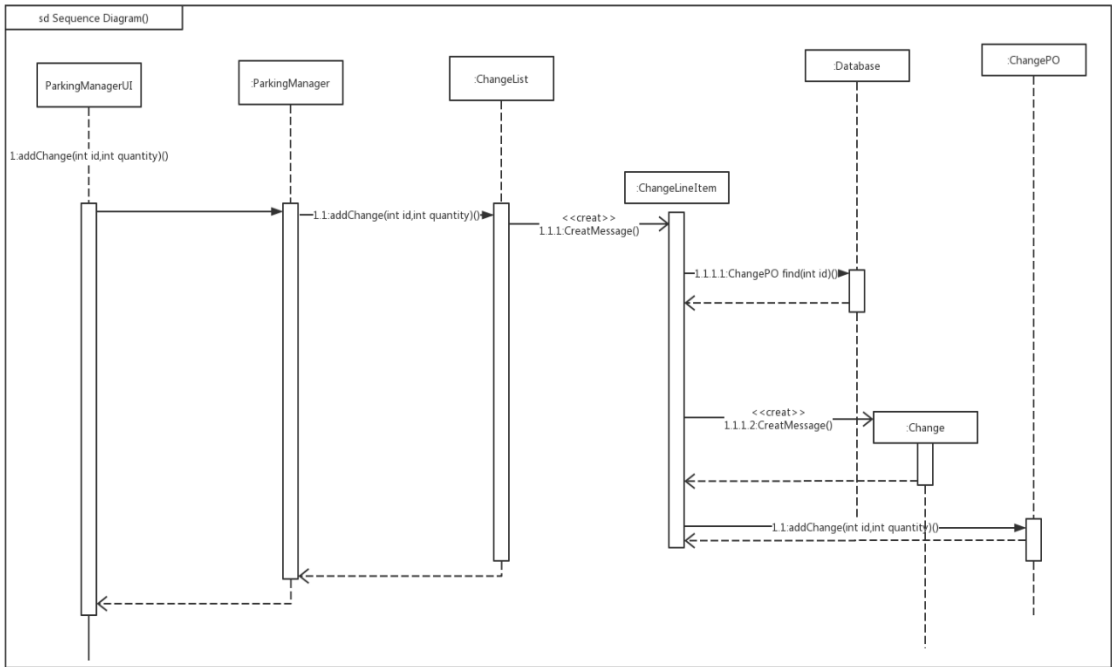 sd Sequence Diagram()
ParkingManagerUI
:ParkingManager
:ChangeList
:Database
:ChangePO
1:addChange(int id,int quantity)()
:ChangeLineItem
1.1:addChange(int id,int quantity)()
<<creat>>
1.1.1:CreatMessage()
1.1.1.1:ChangePO find(int id)()
<<creat>>
1.1.1.2:CreatMessage()
:Change
1.1:addChange(int id,int quantity)()